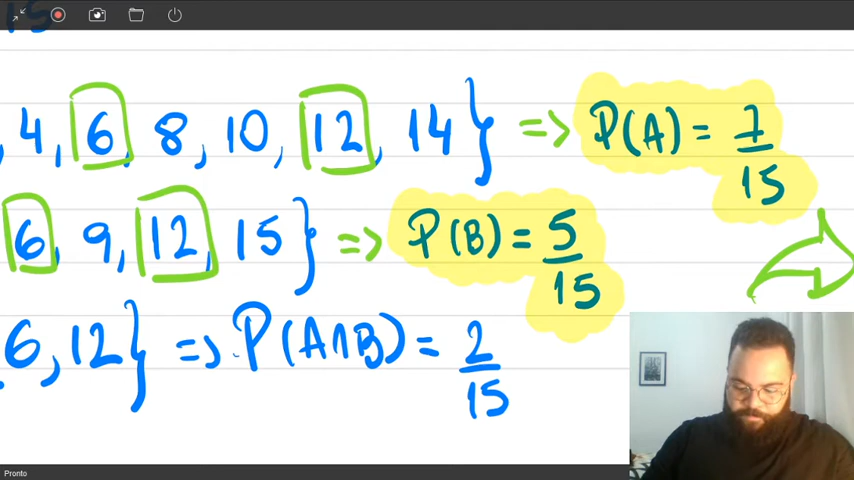 15
, 4, 6, 8, 10, 12, 14} => P(A) = 7/15
6, 9, 12, 15} => P(B) = 5/15
6, 12} => P(A∩B) = 2/15
Pronto